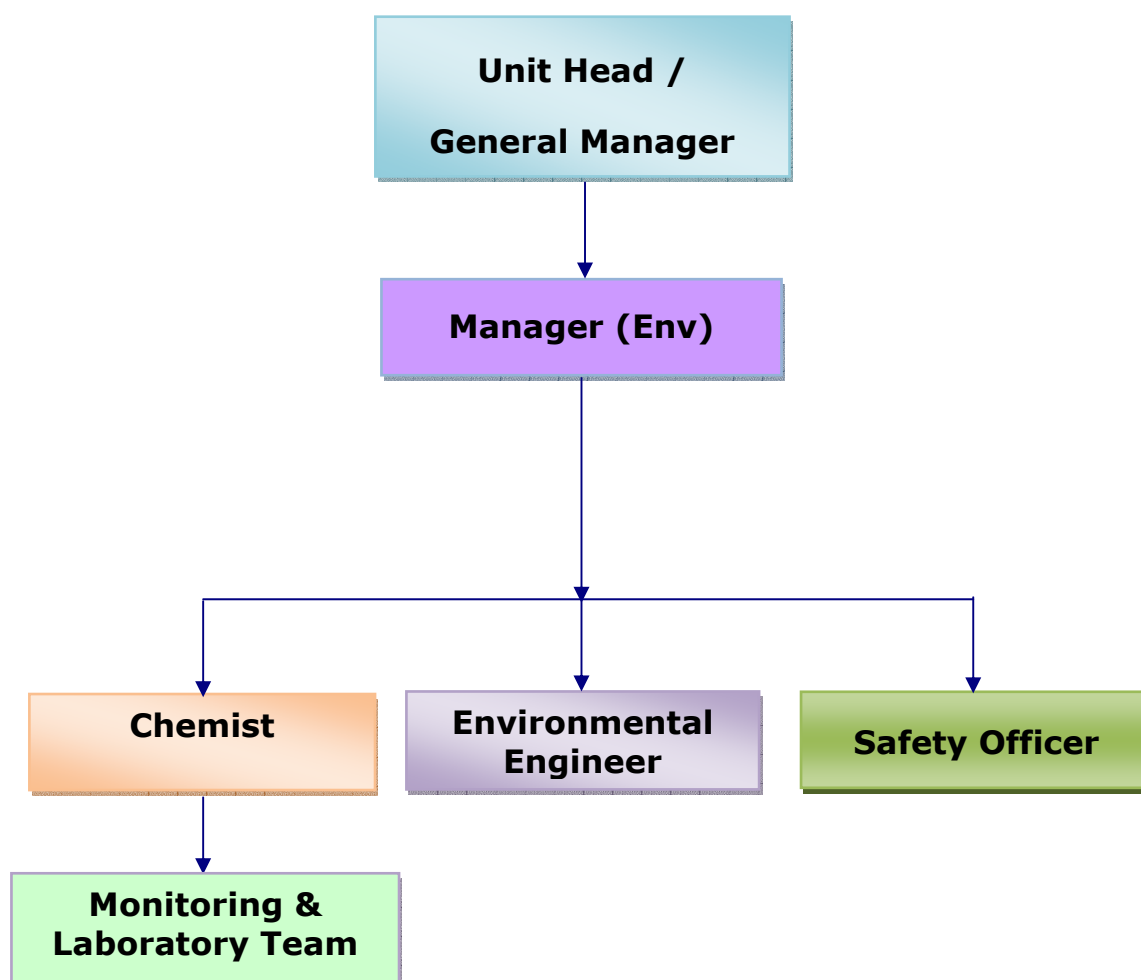 Unit Head /
General Manager
Manager (Env)
Chemist
Environmental
Engineer
Safety Officer
Monitoring &
Laboratory Team